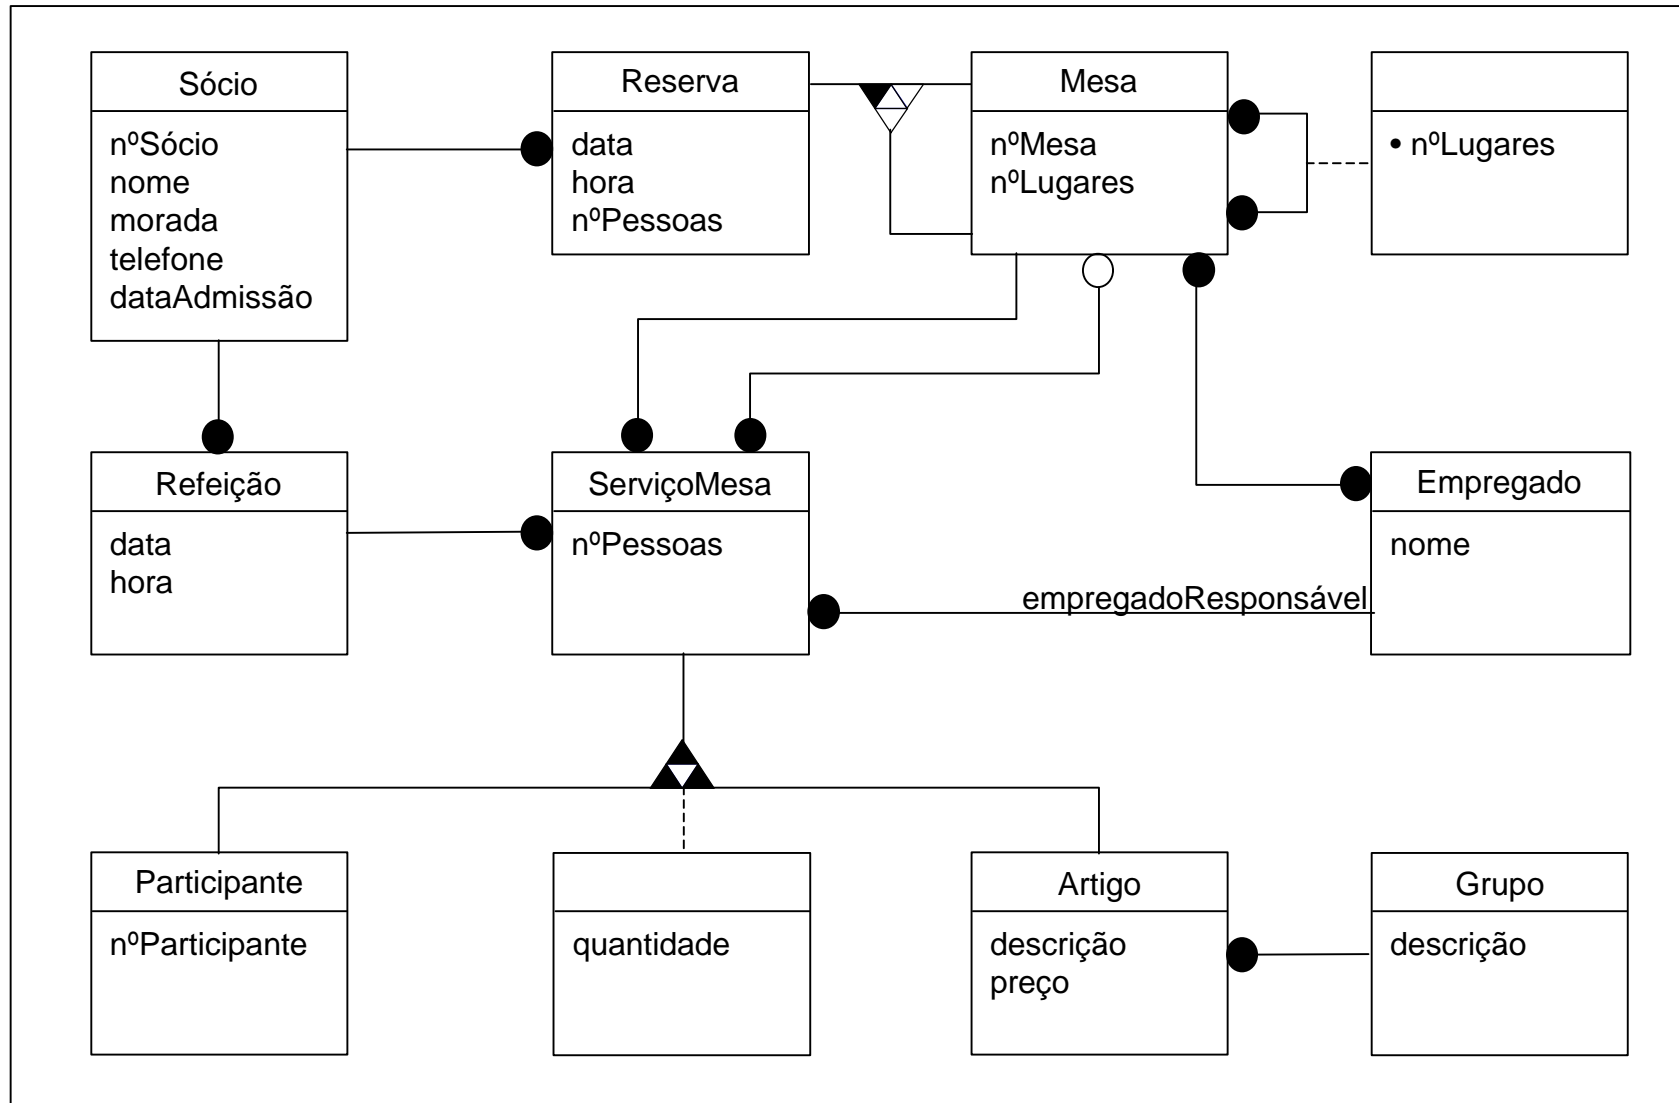 Sócio
nºSócio
nome
morada
telefone
dataAdmissão
Reserva
data
hora
nºPessoas
Mesa
nºMesa
nºLugares
• nºLugares
Refeição
data
hora
ServiçoMesa
nºPessoas
Empregado
nome
empregadoResponsável
Participante
nºParticipante
quantidade
Artigo
descrição
preço
Grupo
descrição